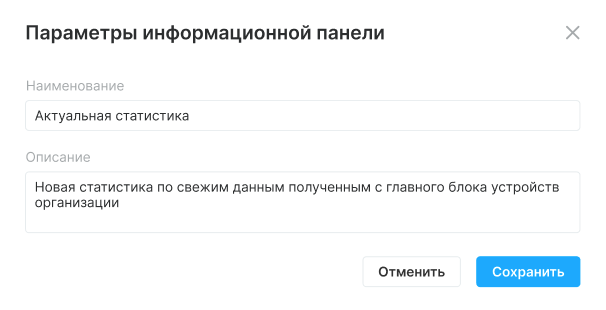 Параметры информационной панели
Наименование
Актуальная статистика
Описание
Новая статистика по свежим данным полученным с главного блока устройств
организации
Отменить
Сохранить